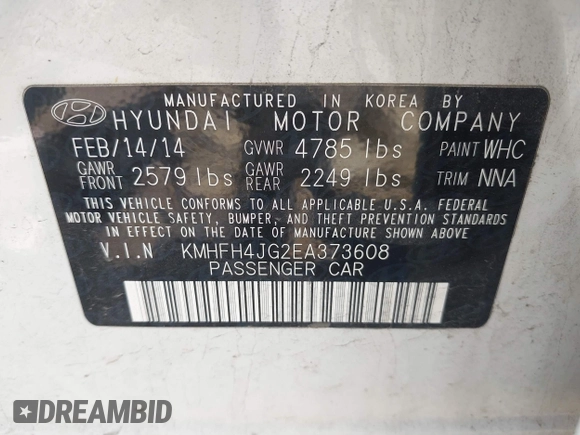 MANUFACTURED IN KOREA BY
HYUNDAI MOTOR COMPANY
FEB/14/14 GVWR 4785 lbs PAINT WHC
GAWR FRONT 2579 lbs GAWR REAR 2249 lbs TRIM NNA
THIS VEHICLE CONFORMS TO ALL APPLICABLE U.S.A. FEDERAL
MOTOR VEHICLE SAFETY, BUMPER, AND THEFT PREVENTION STANDARDS
IN EFFECT ON THE DATE OF MANUFACTURE SHOWN ABOVE.
V.I.N KMHFH4JG2EA373608
PASSENGER CAR
DREAMBID